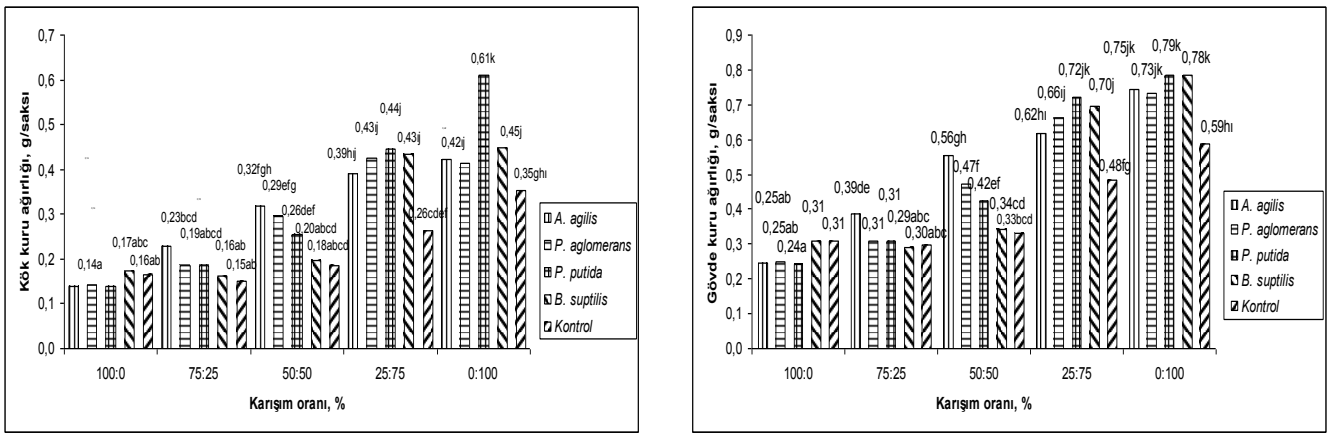 Kök kuru ağırlığı, g/saksı
0,7
0,6
0,5
0,4
0,3
0,2
0,1
0,0
0,14a
0,17abc
0,16ab
0,23bcd
0,19abcd
0,16ab
0,15ab
0,32fgh
0,29efg
0,26def
0,20abcd
0,18abcd
0,39hıj
0,43ıj
0,44j
0,43ıj
0,26cdef
0,42ıj
0,61k
0,45j
0,35ghı
100:0 75:25 50:50 25:75 0:100
Karışım oranı, %
A. agilis
P. aglomerans
P. putida
B. suptilis
Kontrol
Gövde kuru ağırlığı, g/saksı
0,9
0,8
0,7
0,6
0,5
0,4
0,3
0,2
0,1
0,0
0,25ab
0,25ab
0,24a
0,31
0,31
0,39de
0,31
0,31
0,29abc
0,30abc
0,56gh
0,47f
0,42ef
0,34cd
0,33bcd
0,62hı
0,66ıj
0,72jk
0,70j
0,48fg
0,75jk
0,73jk
0,79k
0,78k
0,59hı
100:0 75:25 50:50 25:75 0:100
Karışım oranı, %
A. agilis
P. aglomerans
P. putida
B. suptilis
Kontrol